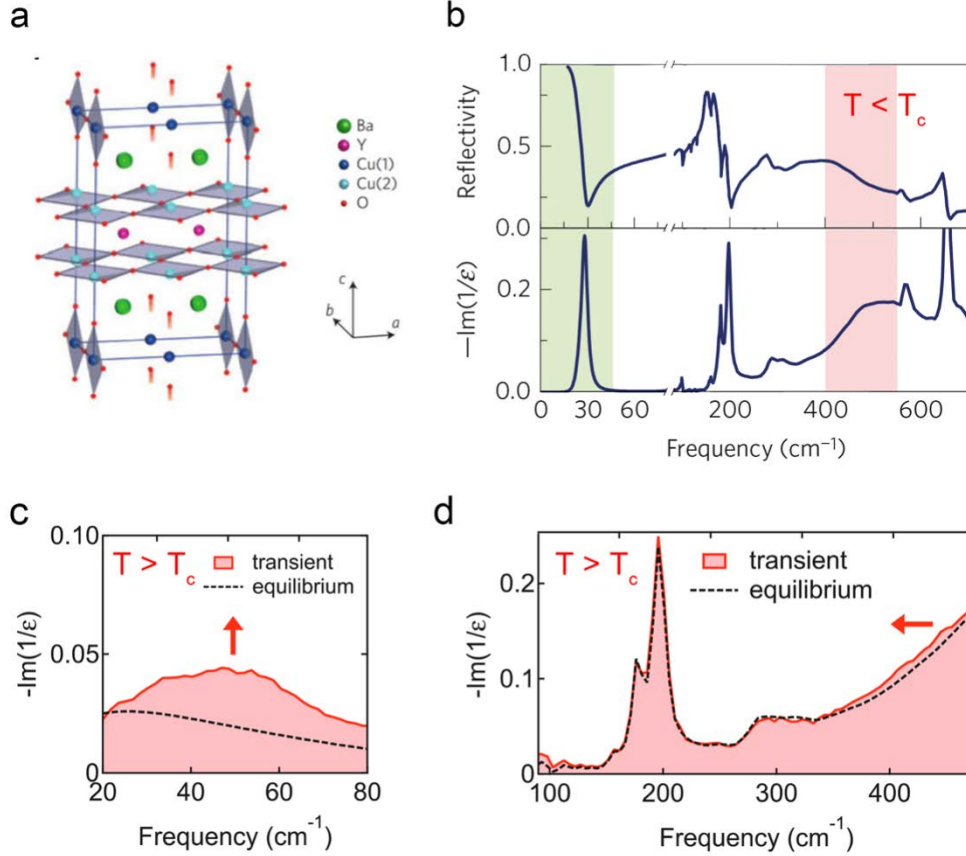 a
Ba
Y
Cu(1)
Cu(2)
O
c
b
a
b
Reflectivity
1.0
0.5
0.0
T < Tc
—Im(1/ε)
0.2
0.0
0 30 60 200 400 600
Frequency (cm⁻¹)
c
-Im(1/ε)
0.10
0.05
0
T > Tc
transient
equilibrium
20 40 60 80
Frequency (cm⁻¹)
d
-Im(1/ε)
0.2
0.1
0
T > Tc
transient
equilibrium
100 200 300 400
Frequency (cm⁻¹)